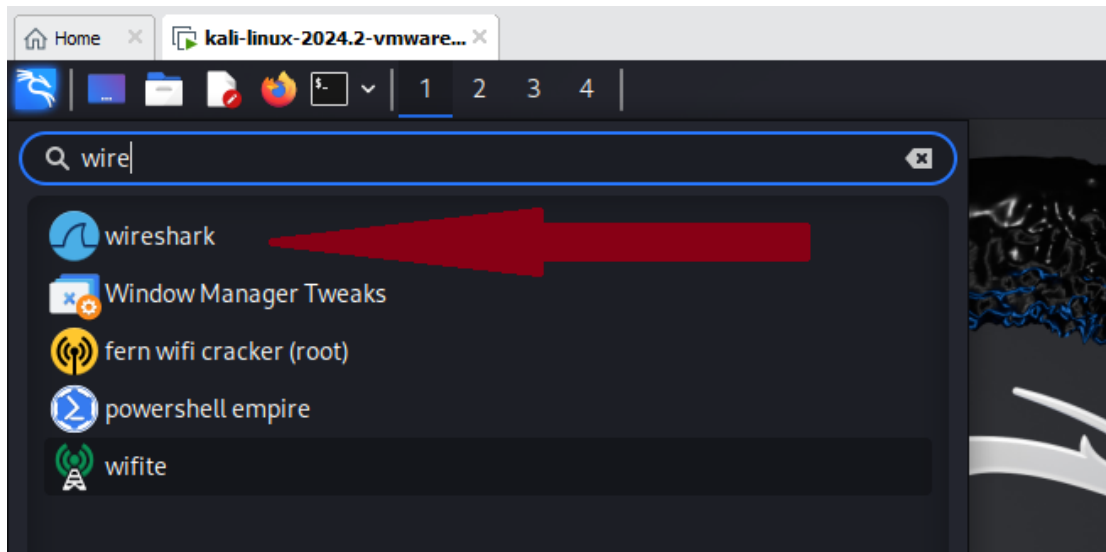 Home
kali-linux-2024.2-vmware...
$-
1 2 3 4
wire
wireshark
Window Manager Tweaks
fern wifi cracker (root)
powershell empire
wifite